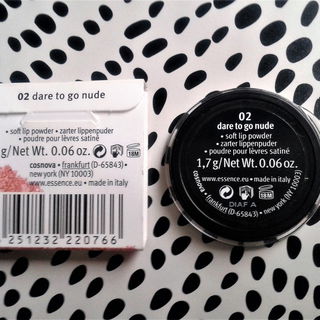 02 dare to go nude
• soft lip powder • zarter lippenpuder •
poudre pour lèvres satiné
g/Net Wt. 0.06 oz.
cosnova • frankfurt (D-65843) •
new york (NY 10003)
www.essence.eu • made in italy
18M
251232 220766
02
dare to go nude
• soft lip powder
• zarter lippenpuder
• poudre pour lèvres satiné
1,7 g/Net Wt. 0.06 oz.
www.essence.eu
made in italy
18M
DIAF A
cosnova • frankfurt (D-65843) • new york (NY 10003)